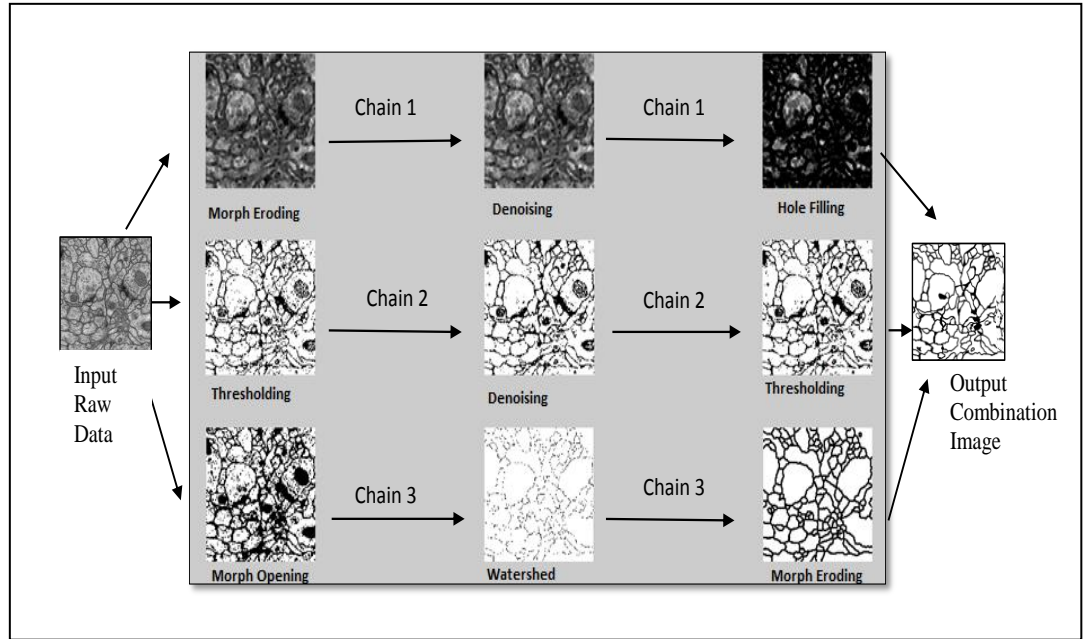 Chain 1
Chain 1
Morph Eroding
Denoising
Hole Filling
Chain 2
Chain 2
Input
Raw
Data
Thresholding
Denoising
Thresholding
Output
Combination
Image
Chain 3
Chain 3
Morph Opening
Watershed
Morph Eroding